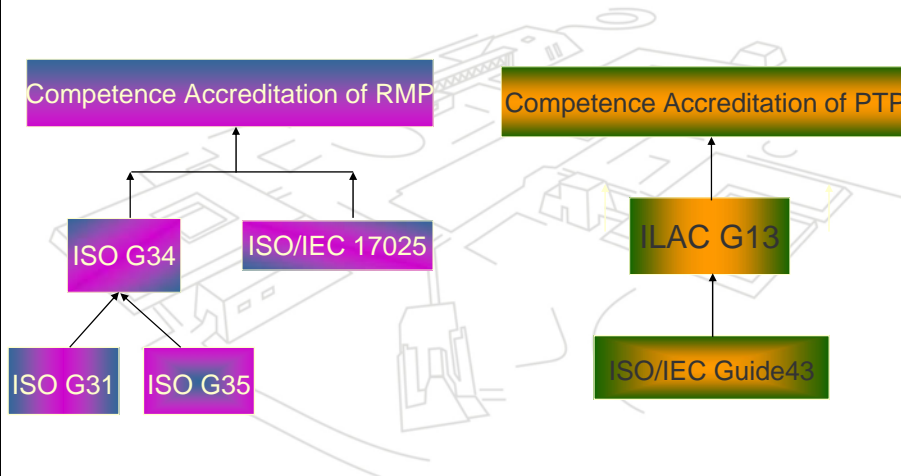 Competence Accreditation of RMP
Competence Accreditation of PTP
ISO G34
ISO/IEC 17025
ILAC G13
ISO G31
ISO G35
ISO/IEC Guide43